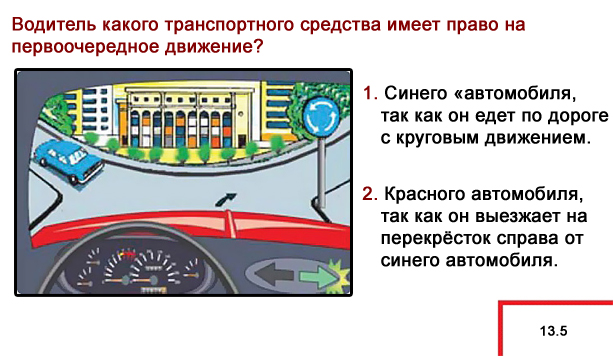 Водитель какого транспортного средства имеет право на
первоочередное движение?
1. Синего «автомобиля,
так как он едет по дороге
с круговым движением.
2. Красного автомобиля,
так как он выезжает на
перекрёсток справа от
синего автомобиля.
13.5